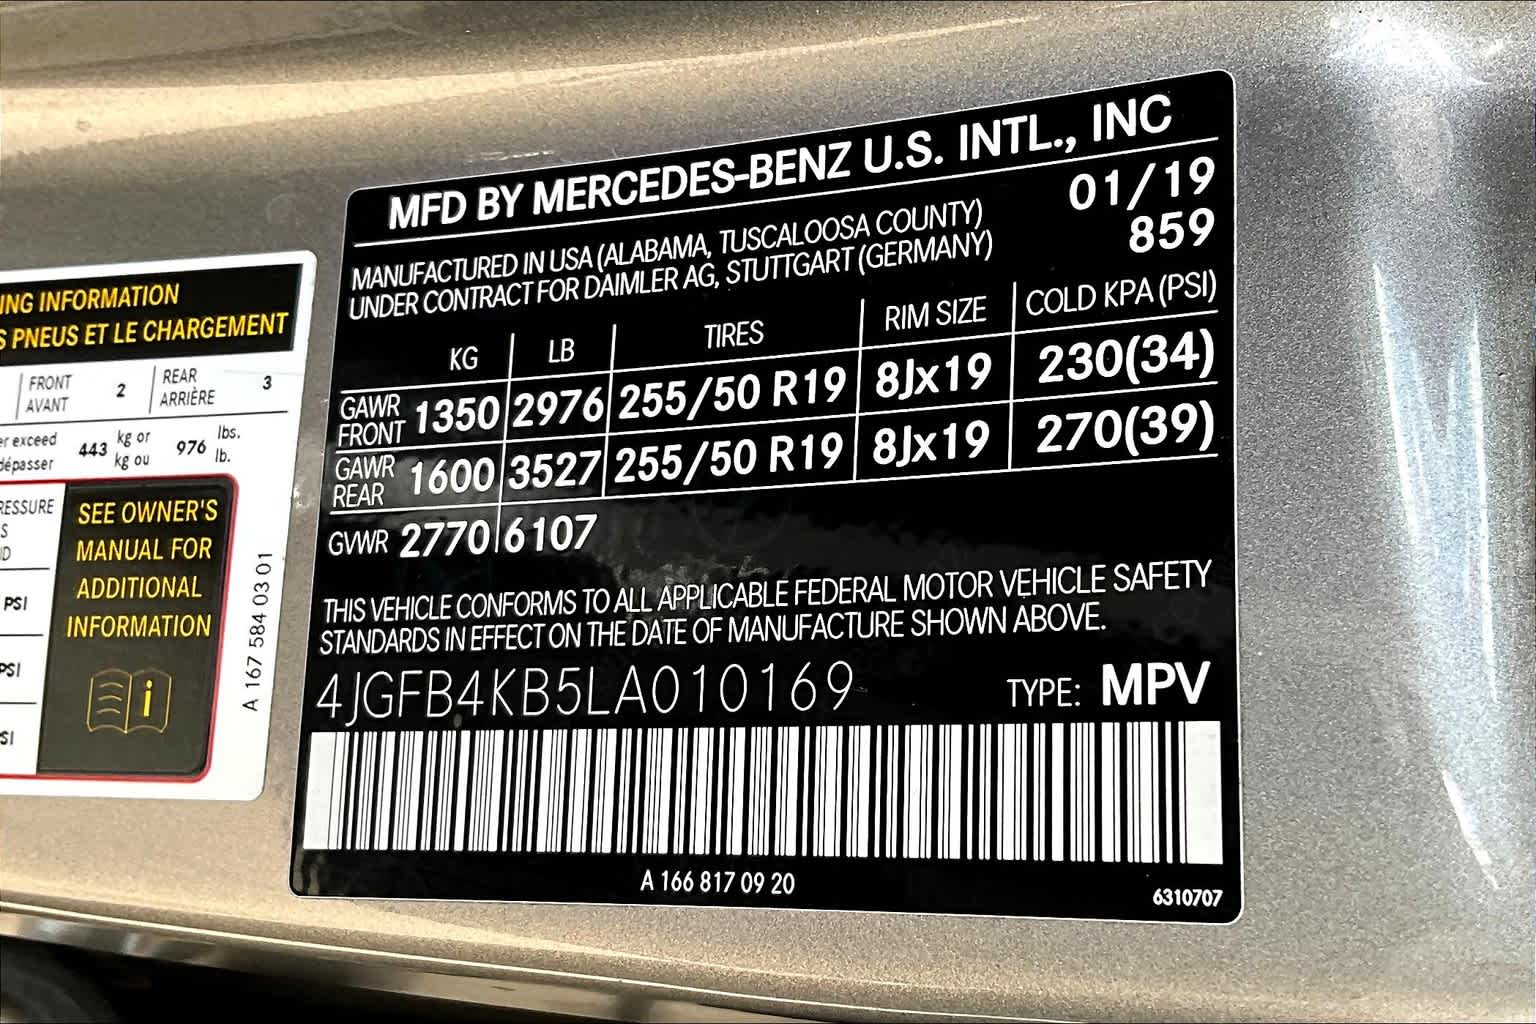 MFD BY MERCEDES-BENZ U.S. INTL., INC
MANUFACTURED IN USA (ALABAMA, TUSCALOOSA COUNTY)
UNDER CONTRACT FOR DAIMLER AG, STUTTGART (GERMANY)
01/19
859
KG LB TIRES RIM SIZE COLD KPA (PSI)
GAWR FRONT 1350 2976 255/50 R19 8Jx19 230(34)
GAWR REAR 1600 3527 255/50 R19 8Jx19 270(39)
GVWR 2770 6107
THIS VEHICLE CONFORMS TO ALL APPLICABLE FEDERAL MOTOR VEHICLE SAFETY
STANDARDS IN EFFECT ON THE DATE OF MANUFACTURE SHOWN ABOVE.
4JGFB4KB5LA010169 TYPE: MPV
A 166 817 09 20
6310707
INFORMATION
PNEUS ET LE CHARGEMENT
FRONT AVANT 2 REAR ARRIÈRE 3
exceed 443 kg or 976 lbs.
dépasser kg ou lb.
SEE OWNER'S
MANUAL FOR
ADDITIONAL
INFORMATION
PSI
A 167 584 03 01